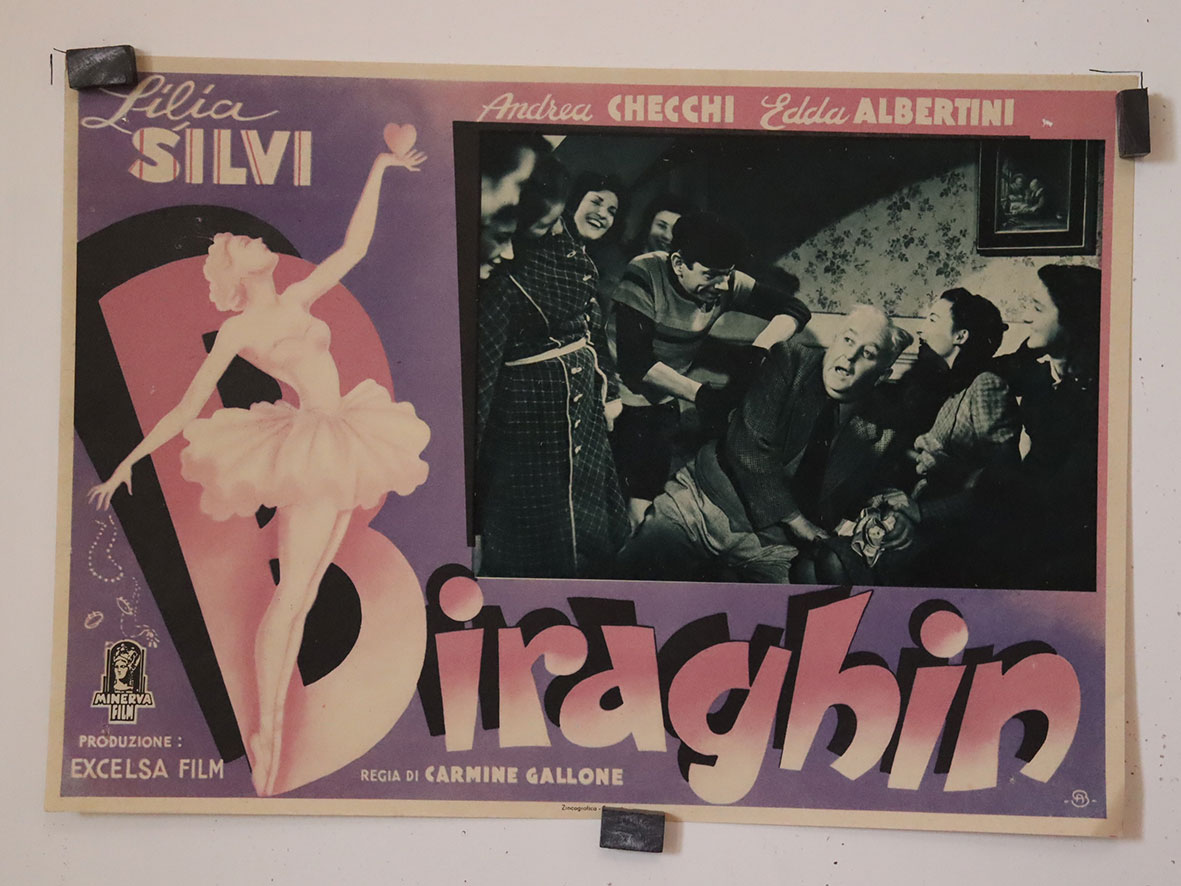 Lilia
SILVI
Andrea CHECCHI Edda ALBERTINI
Biraghin
MINERVA
FILM
PRODUZIONE :
EXCELSA FILM
REGIA DI CARMINE GALLONE
Zincografica -